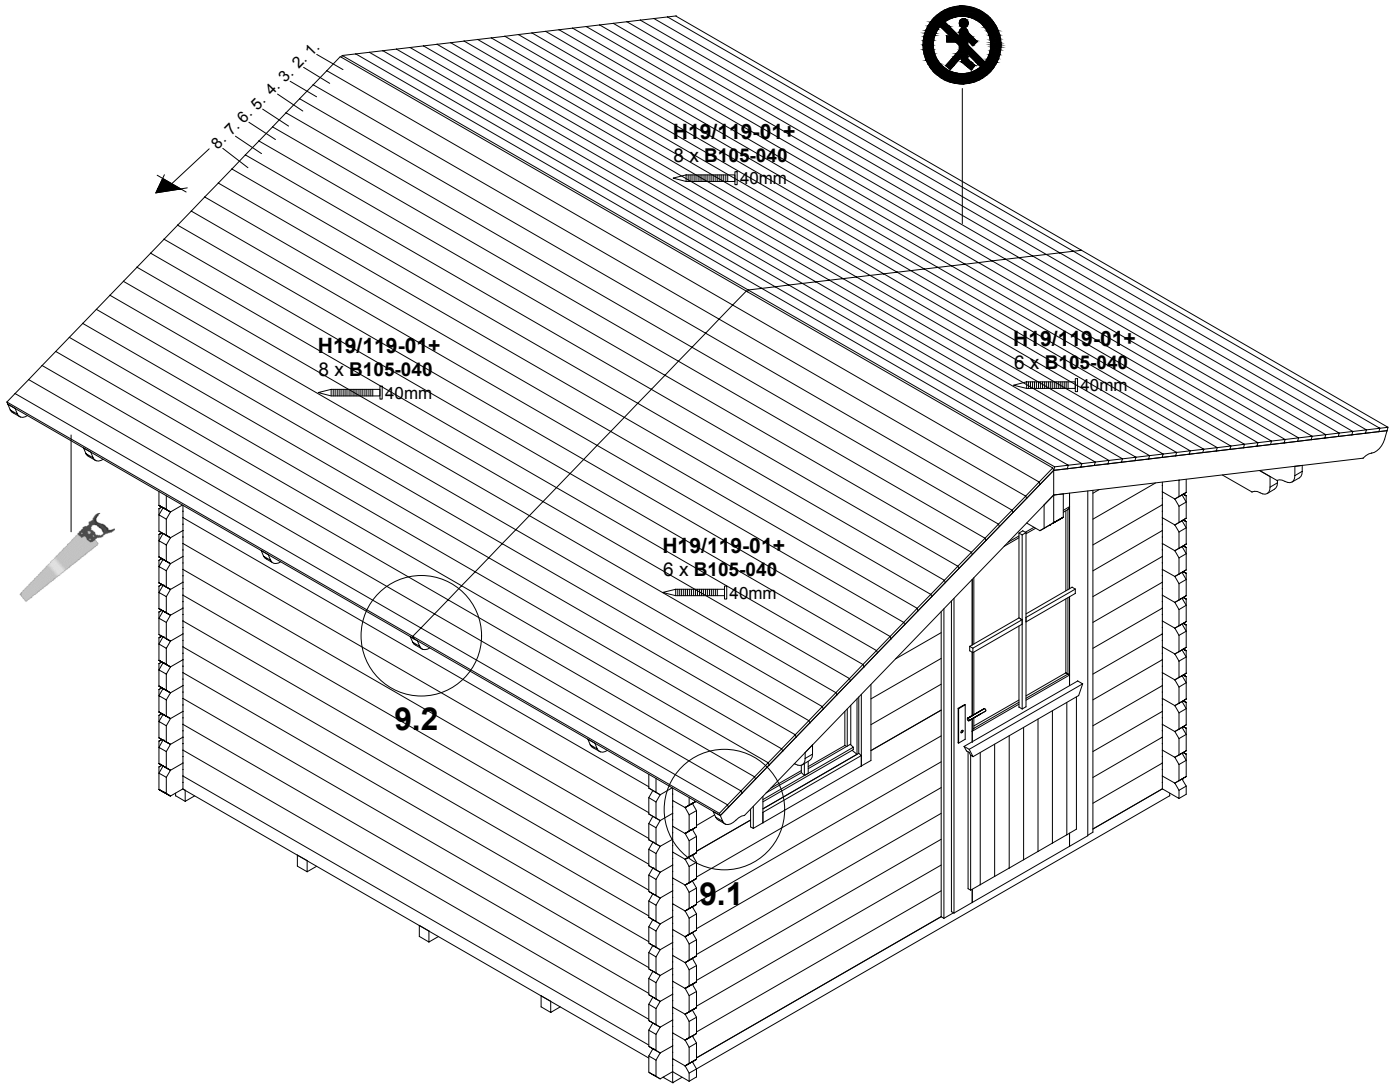 8. 7. 6. 5. 4. 3. 2. 1.
H19/119-01+
8 x B105-040
40mm
H19/119-01+
6 x B105-040
40mm
H19/119-01+
8 x B105-040
40mm
H19/119-01+
6 x B105-040
40mm
9.2
9.1